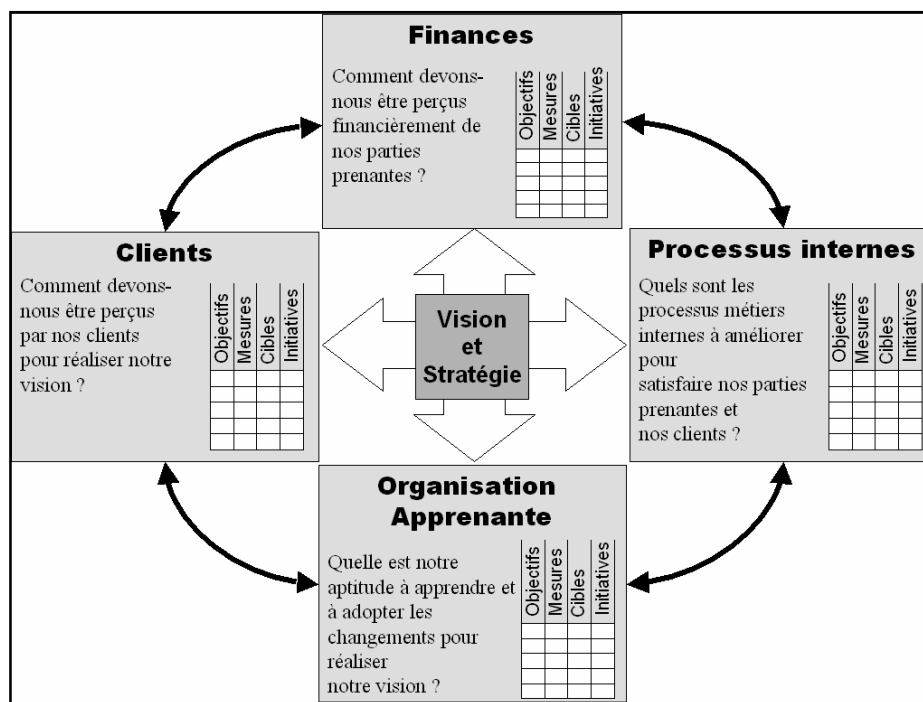 Finances
Comment devons-
nous être perçus
financièrement de
nos parties
prenantes ?
Objectifs
Mesures
Cibles
Initiatives
Clients
Comment devons-
nous être perçus
par nos clients
pour réaliser notre
vision ?
Objectifs
Mesures
Cibles
Initiatives
Vision
et
Stratégie
Processus internes
Quels sont les
processus métiers
internes à améliorer
pour
satisfaire nos parties
prenantes et
nos clients ?
Objectifs
Mesures
Cibles
Initiatives
Organisation
Apprenante
Quelle est notre
aptitude à apprendre et
à adopter les
changements pour
réaliser
notre vision ?
Objectifs
Mesures
Cibles
Initiatives